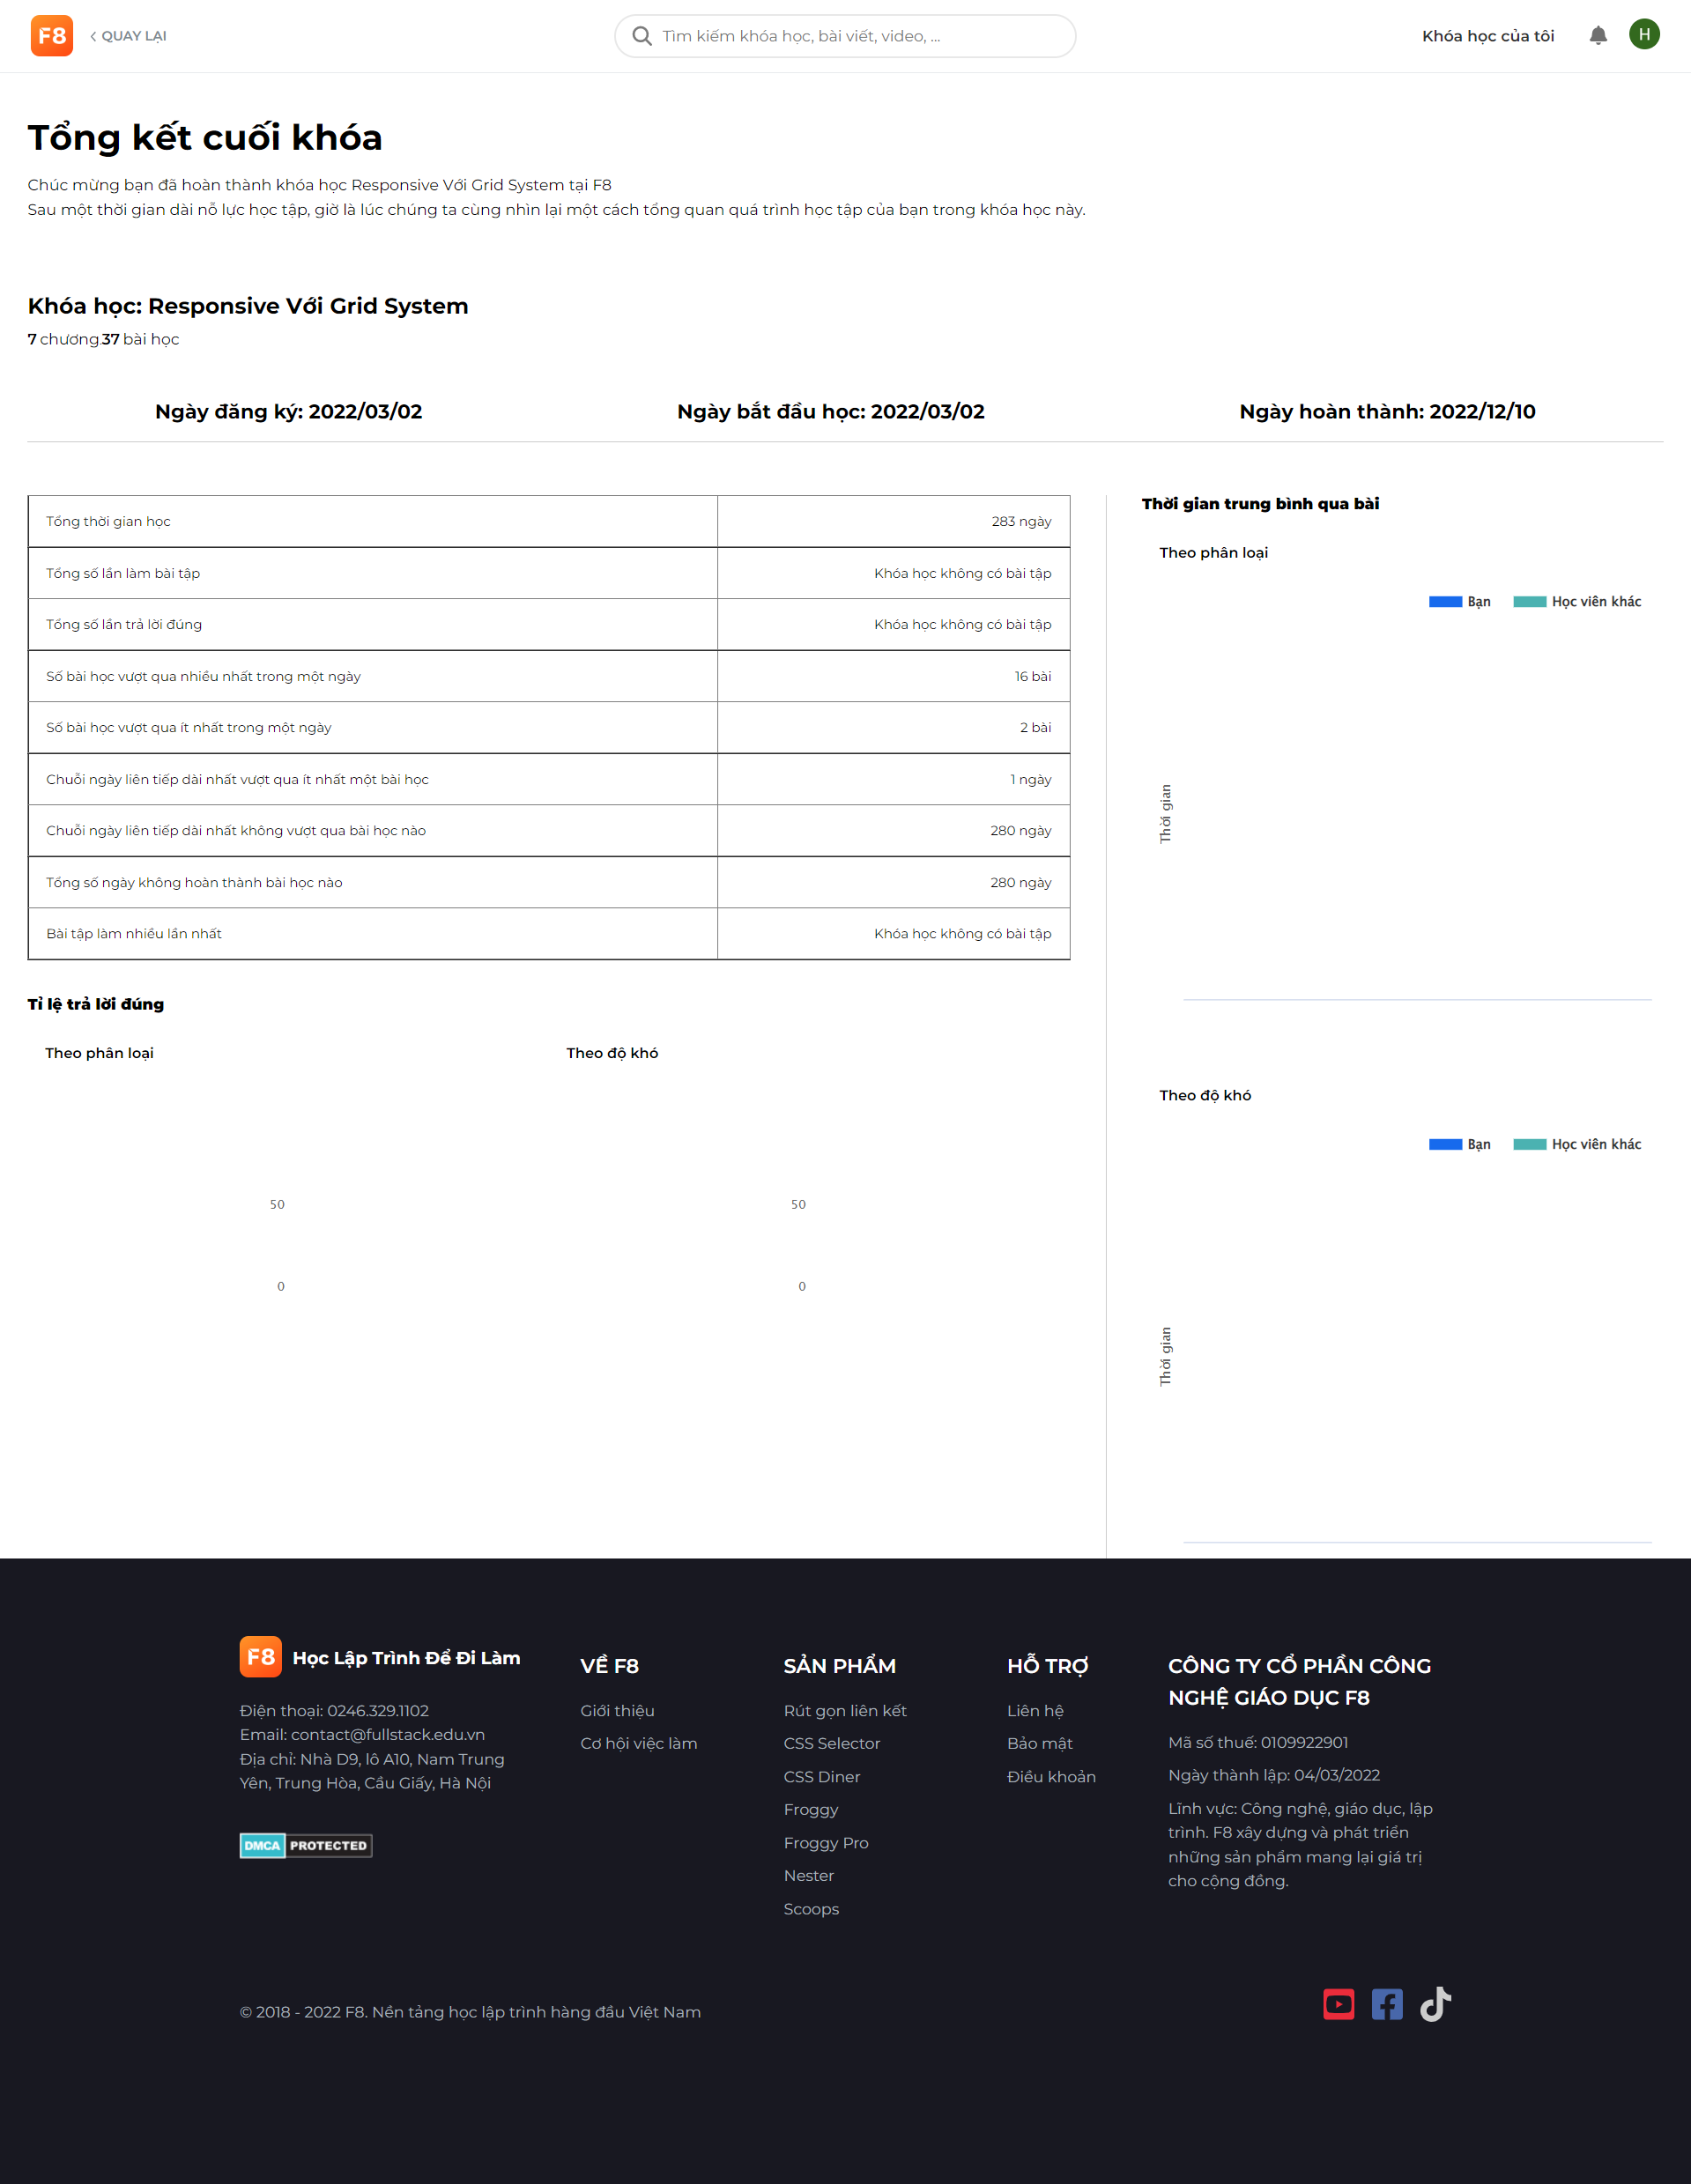 F8 QUAY LẠI Tìm kiếm khóa học, bài viết, video, ... Khóa học của tôi H
Tổng kết cuối khóa
Chúc mừng bạn đã hoàn thành khóa học Responsive Với Grid System tại F8
Sau một thời gian dài nỗ lực học tập, giờ là lúc chúng ta cùng nhìn lại một cách tổng quan quá trình học tập của bạn trong khóa học này.
Khóa học: Responsive Với Grid System
7 chương.37 bài học
Ngày đăng ký: 2022/03/02 Ngày bắt đầu học: 2022/03/02 Ngày hoàn thành: 2022/12/10
Tổng thời gian học 283 ngày
Tổng số lần làm bài tập Khóa học không có bài tập
Tổng số lần trả lời đúng Khóa học không có bài tập
Số bài học vượt qua nhiều nhất trong một ngày 16 bài
Số bài học vượt qua ít nhất trong một ngày 2 bài
Chuỗi ngày liên tiếp dài nhất vượt qua ít nhất một bài học 1 ngày
Chuỗi ngày liên tiếp dài nhất không vượt qua bài học nào 280 ngày
Tổng số ngày không hoàn thành bài học nào 280 ngày
Bài tập làm nhiều lần nhất Khóa học không có bài tập
Tỉ lệ trả lời đúng
Theo phân loại
50
0
Theo độ khó
50
0
Thời gian trung bình qua bài
Theo phân loại
Bạn Học viên khác
Thời gian
Theo độ khó
Bạn Học viên khác
Thời gian
F8 Học Lập Trình Để Đi Làm
Điện thoại: 0246.329.1102
Email: contact@fullstack.edu.vn
Địa chỉ: Nhà D9, lô A10, Nam Trung
Yên, Trung Hòa, Cầu Giấy, Hà Nội
DMCA PROTECTED
VỀ F8
Giới thiệu
Cơ hội việc làm
SẢN PHẨM
Rút gọn liên kết
CSS Selector
CSS Diner
Froggy
Froggy Pro
Nester
Scoops
HỖ TRỢ
Liên hệ
Bảo mật
Điều khoản
CÔNG TY CỔ PHẦN CÔNG
NGHỆ GIÁO DỤC F8
Mã số thuế: 0109922901
Ngày thành lập: 04/03/2022
Lĩnh vực: Công nghệ, giáo dục, lập
trình. F8 xây dựng và phát triển
những sản phẩm mang lại giá trị
cho cộng đồng.
© 2018 - 2022 F8. Nền tảng học lập trình hàng đầu Việt Nam